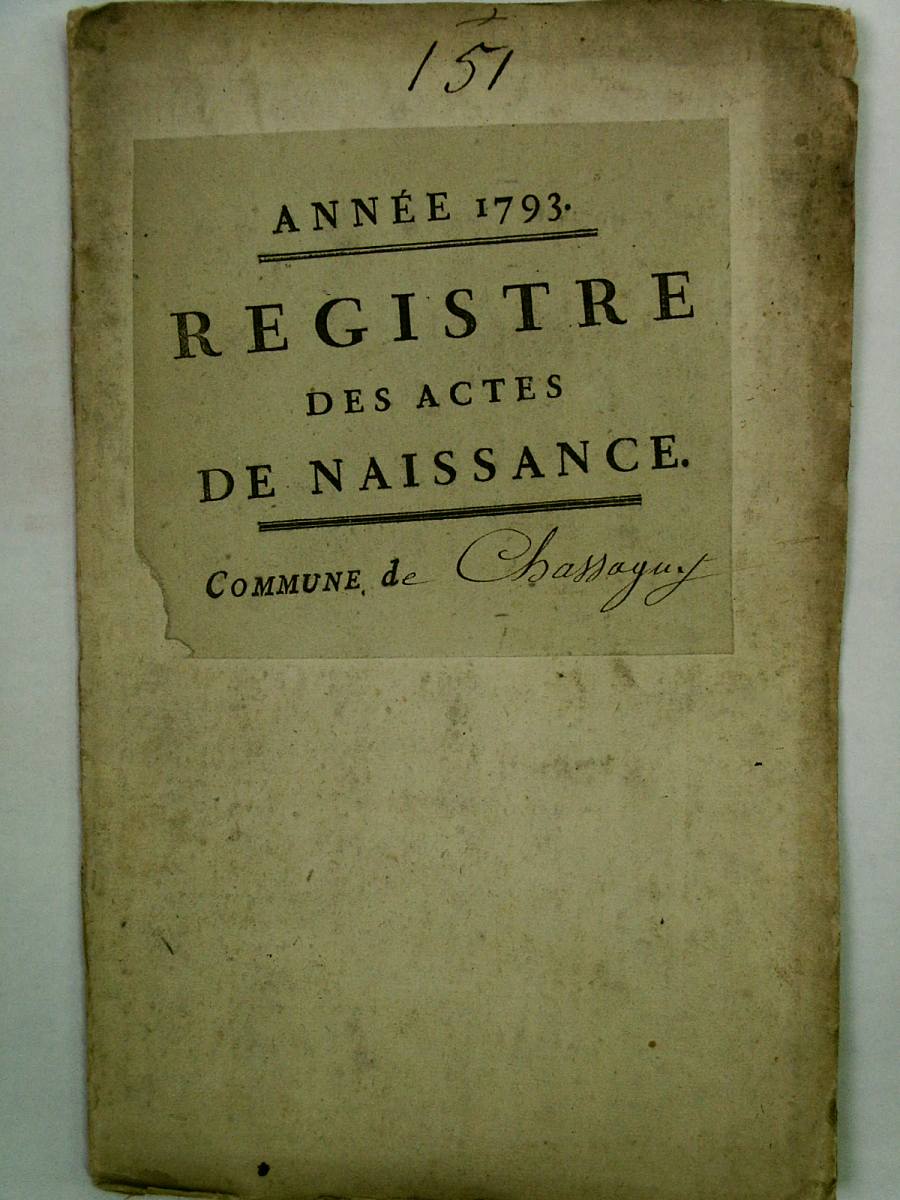 151
ANNÉE 1793.
REGISTRE
DES ACTES
DE NAISSANCE.
COMMUNE de Chassagny